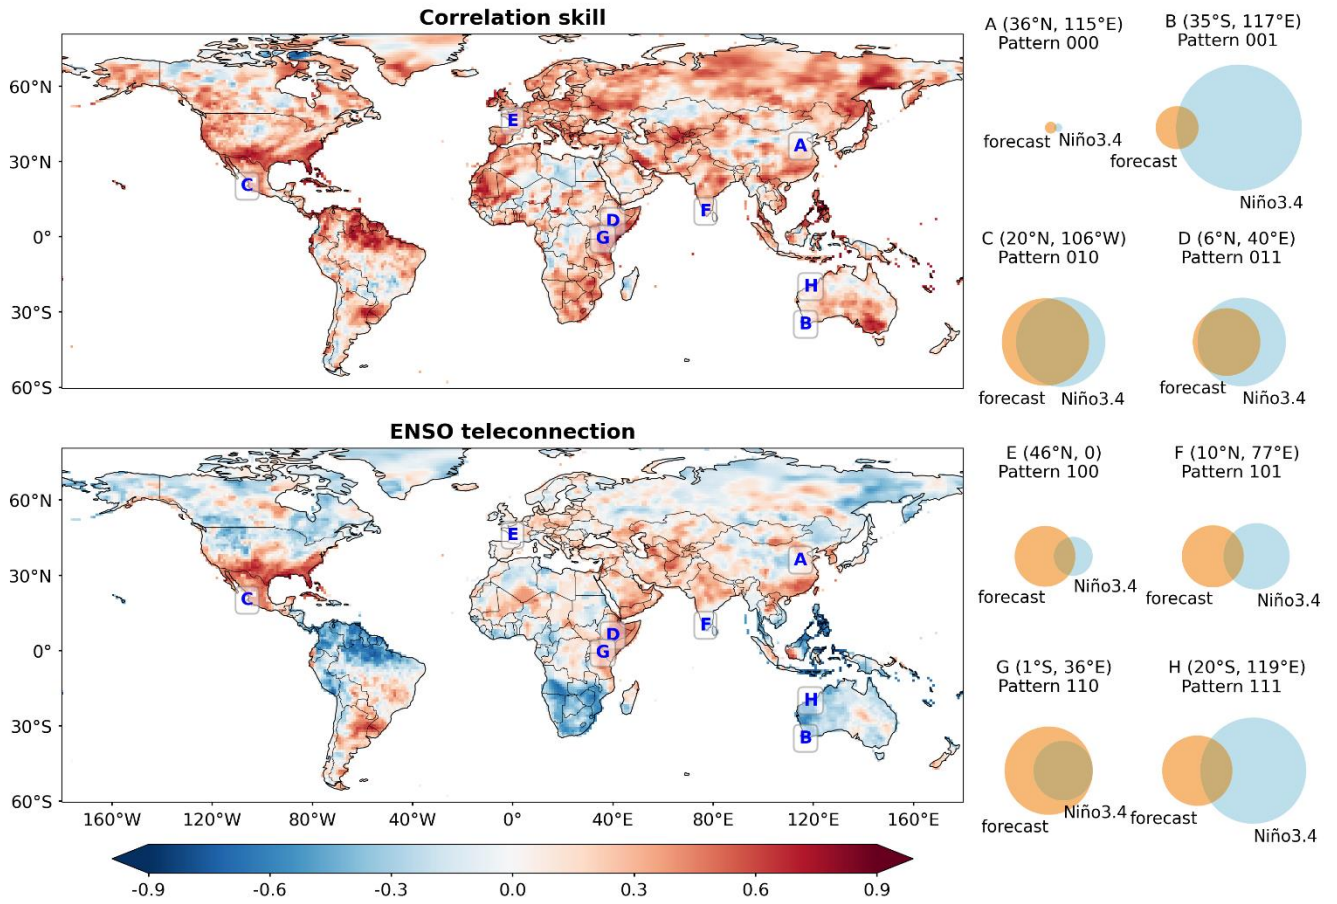 Correlation skill
60°N
30°N
0°
30°S
60°S
A
B
C
D
E
F
G
H
ENSO teleconnection
60°N
30°N
0°
30°S
60°S
A
B
C
D
E
F
G
H
160°W
120°W
80°W
40°W
0°
40°E
80°E
120°E
160°E
-0.9
-0.6
-0.3
0.0
0.3
0.6
0.9
A (36°N, 115°E)
Pattern 000
forecast
Niño3.4
B (35°S, 117°E)
Pattern 001
forecast
Niño3.4
C (20°N, 106°W)
Pattern 010
forecast
Niño3.4
D (6°N, 40°E)
Pattern 011
forecast
Niño3.4
E (46°N, 0)
Pattern 100
forecast
Niño3.4
F (10°N, 77°E)
Pattern 101
forecast
Niño3.4
G (1°S, 36°E)
Pattern 110
forecast
Niño3.4
H (20°S, 119°E)
Pattern 111
forecast
Niño3.4